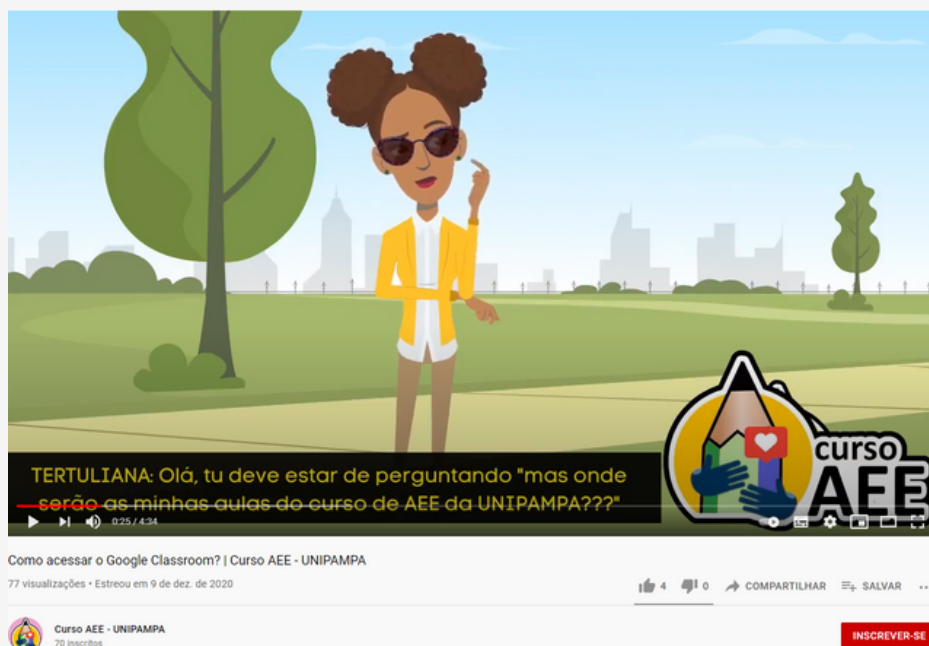 TERTULIANA: Olá, tu deve estar de perguntando "mas onde
serão as minhas aulas do curso de AEE da UNIPAMPA???"
curso
AEE
0:25 / 4:34
Como acessar o Google Classroom? | Curso AEE - UNIPAMPA
77 visualizações • Estreou em 9 de dez. de 2020
4 0 COMPARTILHAR SALVAR
Curso AEE - UNIPAMPA
70 inscritos
INSCREVER-SE